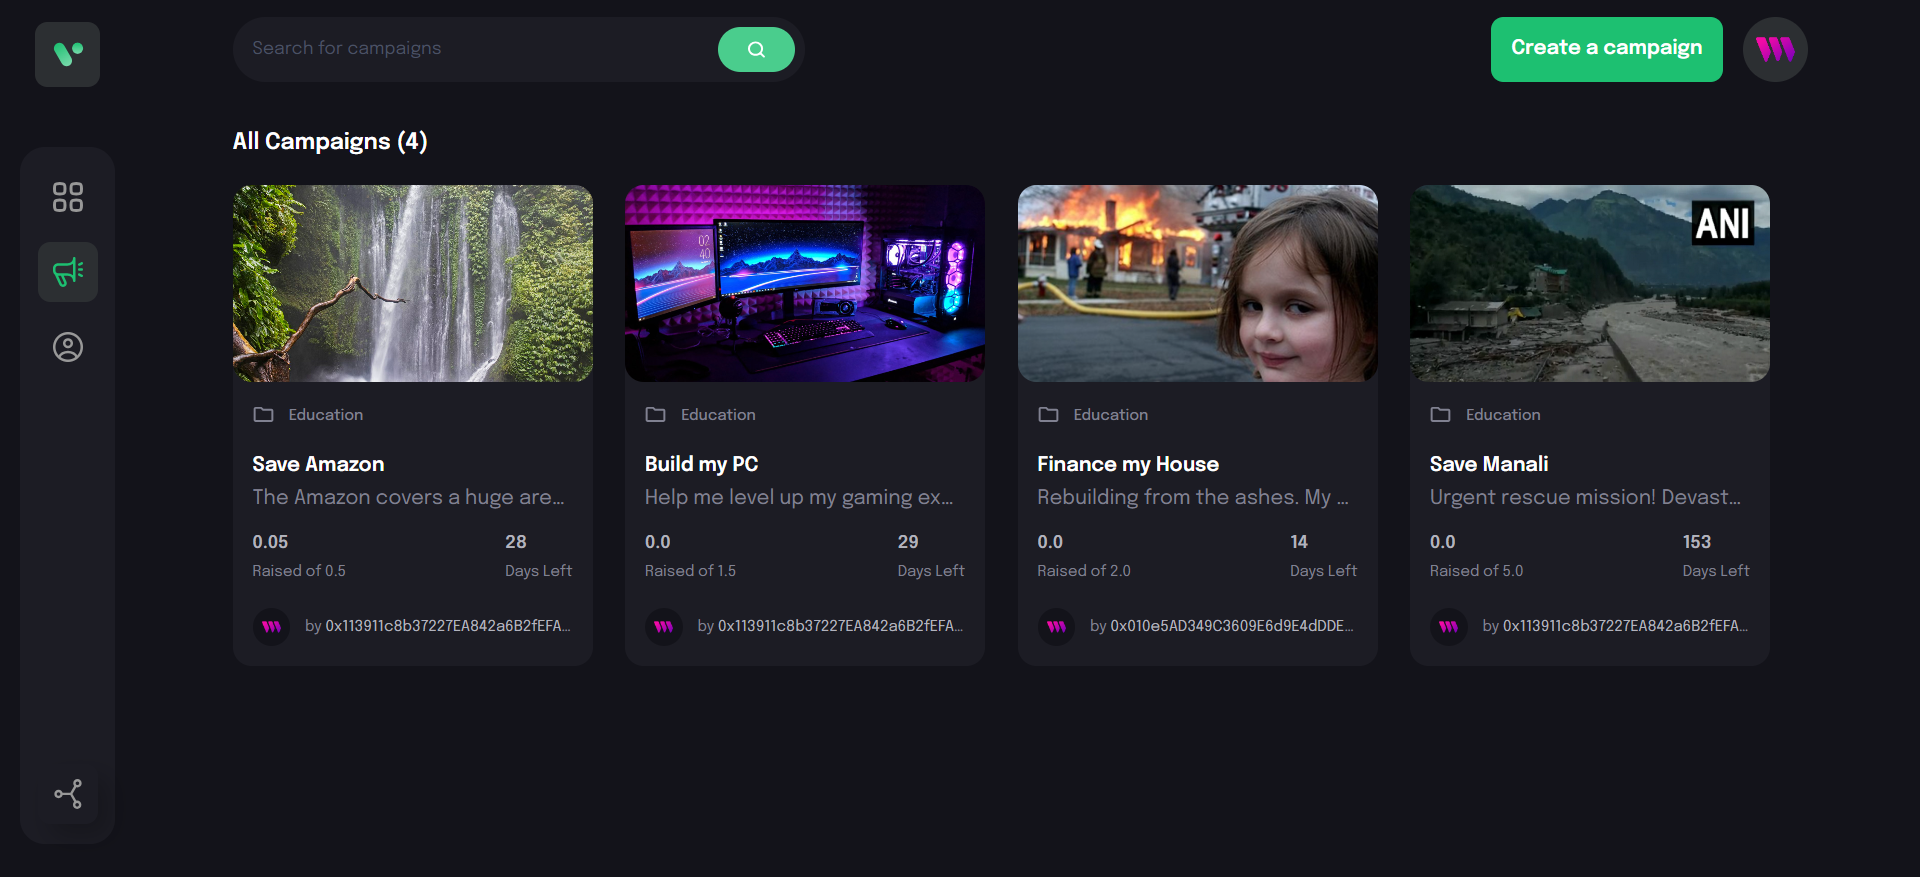 Search for campaigns
Create a campaign
All Campaigns (4)
ANI
Education
Save Amazon
The Amazon covers a huge are...
0.05
Raised of 0.5
28
Days Left
by 0x113911c8b37227EA842a6B2fEFA...
Education
Build my PC
Help me level up my gaming ex...
0.0
Raised of 1.5
29
Days Left
by 0x113911c8b37227EA842a6B2fEFA...
Education
Finance my House
Rebuilding from the ashes. My ...
0.0
Raised of 2.0
14
Days Left
by 0x010e5AD349C3609E6d9E4dDDE...
Education
Save Manali
Urgent rescue mission! Devast...
0.0
Raised of 5.0
153
Days Left
by 0x113911c8b37227EA842a6B2fEFA...